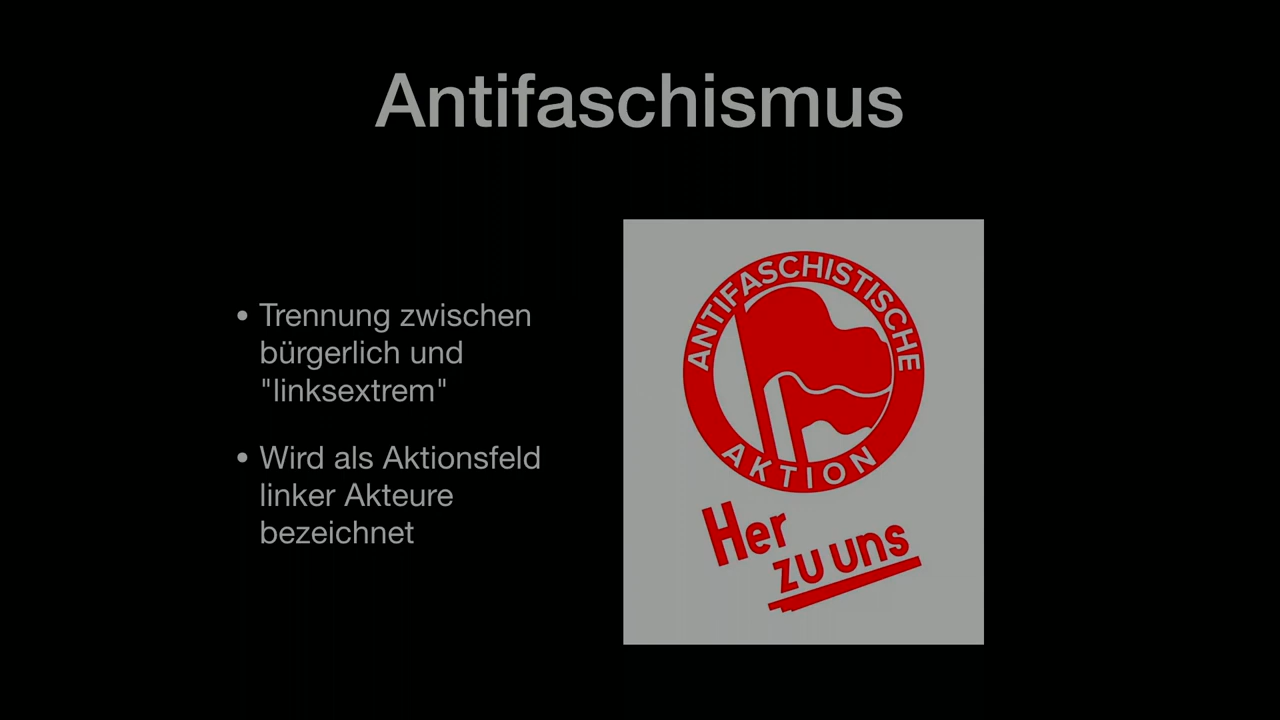 Antifaschismus
• Trennung zwischen
bürgerlich und
"linksextrem"
• Wird als Aktionsfeld
linker Akteure
bezeichnet
ANTIFASCHISTISCHE
AKTION
Her
zu uns